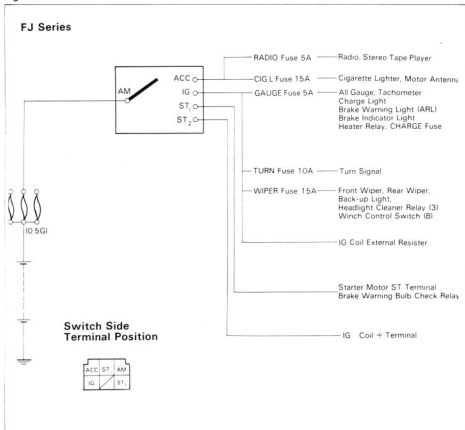 FJ Series
AM
ACC
IG
ST₁
ST₂
RADIO Fuse 5A Radio, Stereo Tape Player
CIG.L Fuse 15A Cigarette Lighter, Motor Antenna
GAUGE Fuse 5A All Gauge, Tachometer
Charge Light
Brake Warning Light (ARL)
Brake Indicator Light
Heater Relay, CHARGE Fuse
TURN Fuse 10A Turn Signal
WIPER Fuse 15A Front Wiper, Rear Wiper,
Back-up Light,
Headlight Cleaner Relay (3)
Winch Control Switch (B)
(0.5G)
IG Coil External Resister
Starter Motor ST Terminal
Brake Warning Bulb Check Relay
IG Coil + Terminal
Switch Side
Terminal Position
ACC ST AM
IG ST